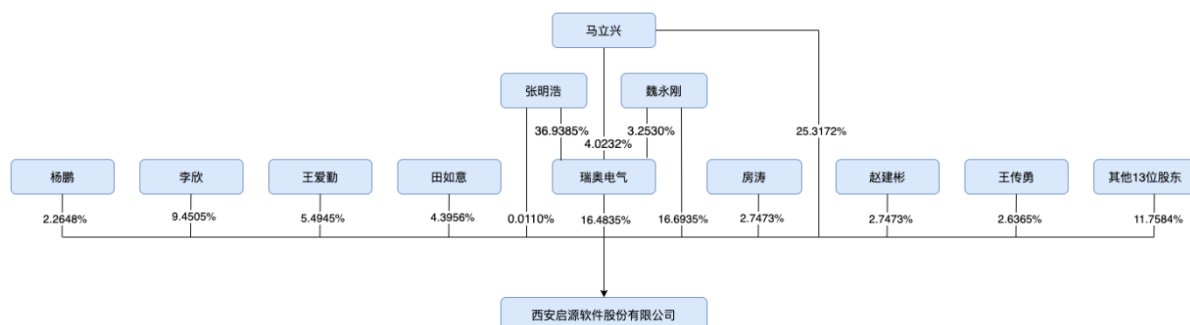 马立兴
张明浩
魏永刚
36.9385%
4.0232%
3.2530%
25.3172%
杨鹏
李欣
王爱勤
田如意
瑞奥电气
房涛
赵建彬
王传勇
其他13位股东
2.2648%
9.4505%
5.4945%
4.3956%
0.0110%
16.4835%
16.6935%
2.7473%
2.7473%
2.6365%
11.7584%
西安启源软件股份有限公司